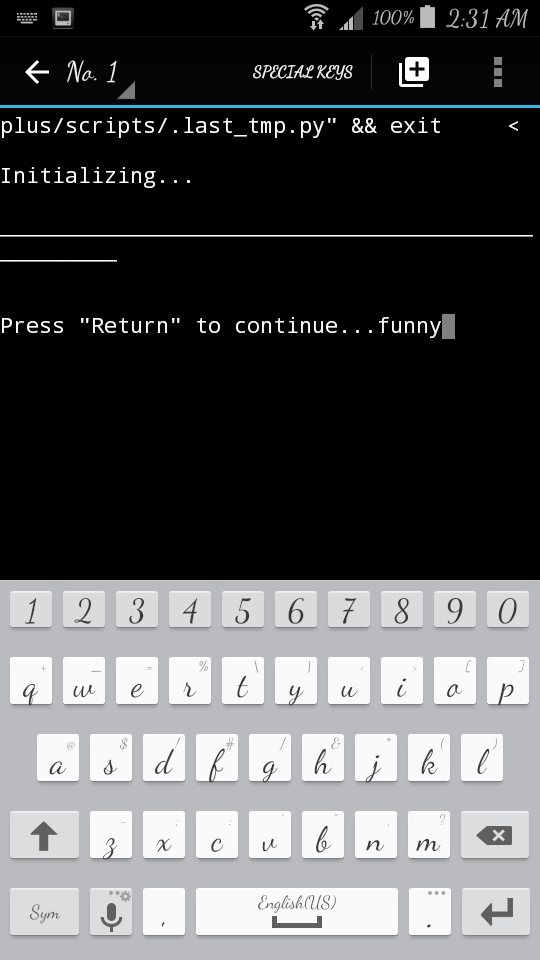 100% 2:31 AM
No. 1 SPECIAL KEYS
plus/scripts/.last_tmp.py" && exit <
Initializing...
Press "Return" to continue...funny
1 2 3 4 5 6 7 8 9 0
+ _ = % \ | < > [ ]
q w e r t y u i o p
@ $ ! # / & * ( )
a s d f g h j k l
- ; : ' " , ?
z x c v b n m
Sym , English(US) .